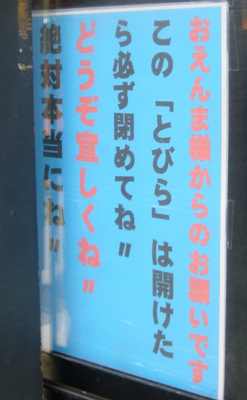 おえんま様からのお願いです
この「とびら」は開けた
ら必ず閉めてね〃
どうぞ宜しくね〃
絶対本当にね〃